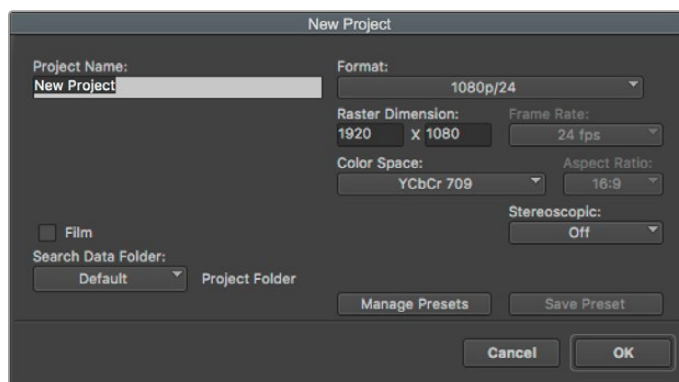 New Project
Project Name:
New Project
Format:
1080p/24
Raster Dimension:
1920 x 1080
Frame Rate:
24 fps
Color Space:
YCbCr 709
Aspect Ratio:
16:9
Stereoscopic:
Off
Film
Search Data Folder:
Default Project Folder
Manage Presets Save Preset
Cancel OK